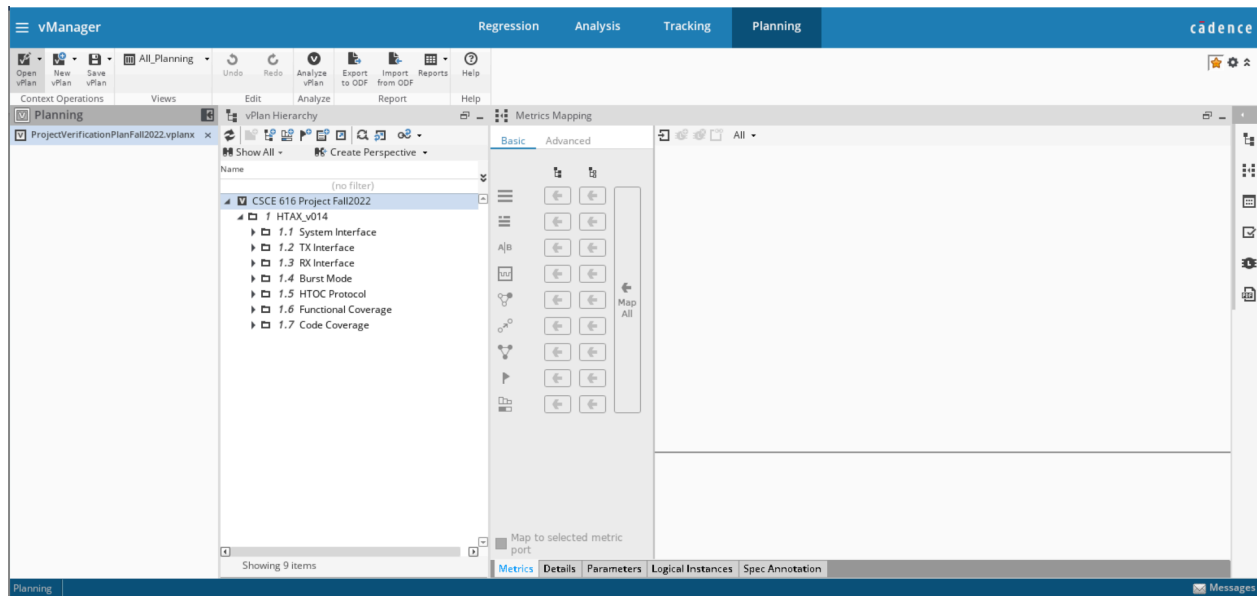 vManager
Regression Analysis Tracking Planning
cādence
Open vPlan
New vPlan
Save vPlan
All_Planning
Undo
Redo
Analyze vPlan
Export to ODF
Import from ODF
Reports
Help
Context Operations Views Edit Analyze Report Help
Planning
vPlan Hierarchy
Metrics Mapping
ProjectVerificationPlanFall2022.vplanx
Show All
Create Perspective
Basic Advanced
All
Name
(no filter)
CSCE 616 Project Fall2022
1 HTAX_v014
1.1 System Interface
1.2 TX Interface
1.3 RX Interface
1.4 Burst Mode
1.5 HTOC Protocol
1.6 Functional Coverage
1.7 Code Coverage
A|B
Map All
Map to selected metric port
Showing 9 items
Metrics Details Parameters Logical Instances Spec Annotation
Planning
Messages